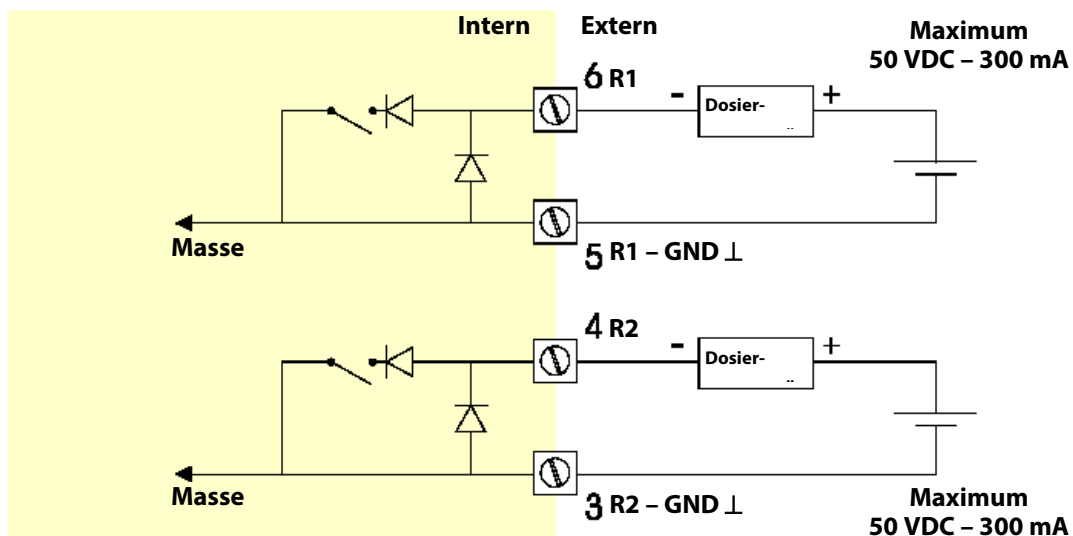 Intern Extern
Maximum
50 VDC – 300 mA
6 R1
- Dosier- +
5 R1 – GND ⊥
Masse
4 R2
- Dosier- +
3 R2 – GND ⊥
Masse
Maximum
50 VDC – 300 mA